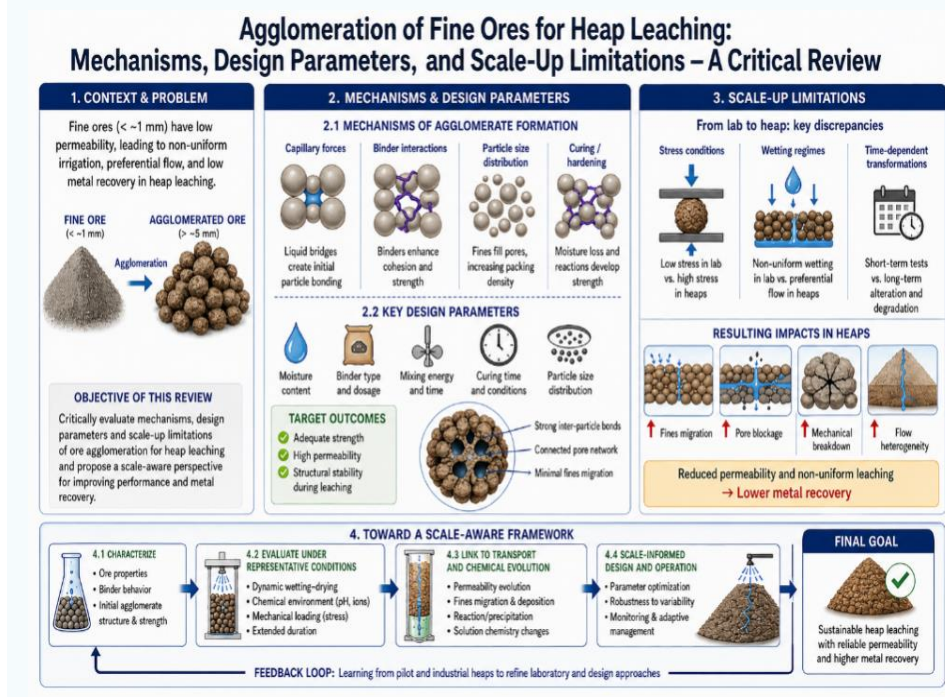 Agglomeration of Fine Ores for Heap Leaching:
Mechanisms, Design Parameters, and Scale-Up Limitations – A Critical Review
1. CONTEXT & PROBLEM
Fine ores (< ~1 mm) have low
permeability, leading to non-uniform
irrigation, preferential flow, and low
metal recovery in heap leaching.
FINE ORE
(< ~1 mm)
AGGLOMERATED ORE
(> ~5 mm)
Agglomeration
OBJECTIVE OF THIS REVIEW
Critically evaluate mechanisms, design
parameters and scale-up limitations
of ore agglomeration for heap leaching
and propose a scale-aware perspective
for improving performance and metal
recovery.
2. MECHANISMS & DESIGN PARAMETERS
2.1 MECHANISMS OF AGGLOMERATE FORMATION
Capillary forces
Liquid bridges
create initial
particle bonding
Binder interactions
Binders enhance
cohesion and
strength
Particle size
distribution
Fines fill pores,
increasing packing
density
Curing /
hardening
Moisture loss and
reactions develop
strength
2.2 KEY DESIGN PARAMETERS
Moisture
content
Binder type
and dosage
Mixing energy
and time
Curing time
and conditions
Particle size
distribution
TARGET OUTCOMES
Adequate strength
High permeability
Structural stability
during leaching
Strong inter-particle bonds
Connected pore network
Minimal fines migration
3. SCALE-UP LIMITATIONS
From lab to heap: key discrepancies
Stress conditions
Low stress in lab
vs. high stress
in heaps
Wetting regimes
Non-uniform wetting
in lab vs. preferential
flow in heaps
Time-dependent
transformations
Short-term tests
vs. long-term
alteration and
degradation
RESULTING IMPACTS IN HEAPS
↑ Fines migration
↑ Pore blockage
↑ Mechanical
breakdown
↑ Flow
heterogeneity
Reduced permeability and non-uniform leaching
→ Lower metal recovery
4. TOWARD A SCALE-AWARE FRAMEWORK
4.1 CHARACTERIZE
• Ore properties
• Binder behavior
• Initial agglomerate
structure & strength
4.2 EVALUATE UNDER
REPRESENTATIVE CONDITIONS
• Dynamic wetting–drying
• Chemical environment (pH, ions)
• Mechanical loading (stress)
• Extended duration
4.3 LINK TO TRANSPORT
AND CHEMICAL EVOLUTION
• Permeability evolution
• Fines migration & deposition
• Reaction/precipitation
• Solution chemistry changes
4.4 SCALE-INFORMED
DESIGN AND OPERATION
• Parameter optimization
• Robustness to variability
• Monitoring & adaptive
management
FINAL GOAL
Sustainable heap leaching
with reliable permeability
and higher metal recovery
FEEDBACK LOOP: Learning from pilot and industrial heaps to refine laboratory and design approaches